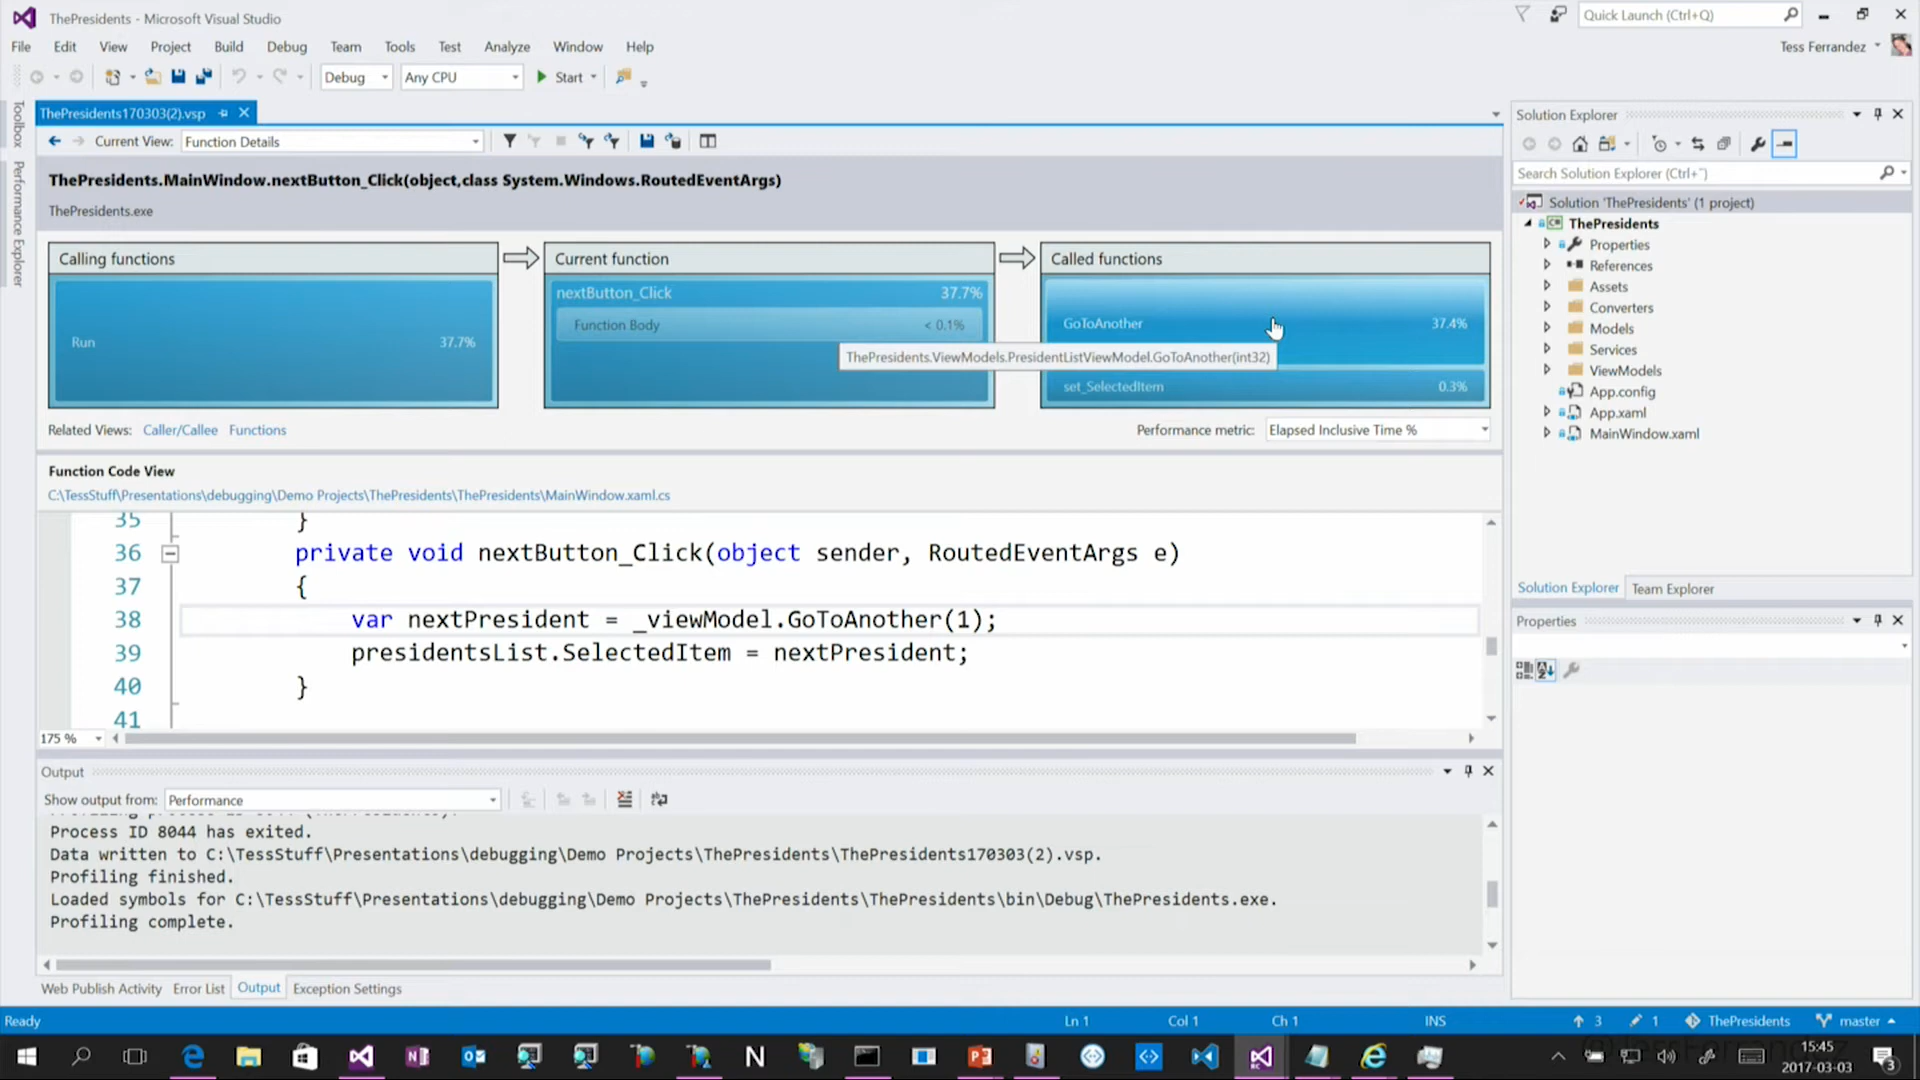 ThePresidents - Microsoft Visual Studio
Quick Launch (Ctrl+Q)
File Edit View Project Build Debug Team Tools Test Analyze Window Help
Tess Ferrandez
Debug Any CPU Start
Toolbox
Performance Explorer
ThePresidents170303(2).vsp
Current View: Function Details
ThePresidents.MainWindow.nextButton_Click(object,class System.Windows.RoutedEventArgs)
ThePresidents.exe
Calling functions
Run 37.7%
Current function
nextButton_Click 37.7%
Function Body < 0.1%
Called functions
GoToAnother 37.4%
ThePresidents.ViewModels.PresidentListViewModel.GoToAnother(int32)
set_SelectedItem 0.3%
Related Views: Caller/Callee Functions
Performance metric: Elapsed Inclusive Time %
Function Code View
C:\TessStuff\Presentations\debugging\Demo Projects\ThePresidents\ThePresidents\MainWindow.xaml.cs
35 }
36 private void nextButton_Click(object sender, RoutedEventArgs e)
37 {
38 var nextPresident = _viewModel.GoToAnother(1);
39 presidentsList.SelectedItem = nextPresident;
40 }
41
175 %
Output
Show output from: Performance
Process ID 8044 has exited.
Data written to C:\TessStuff\Presentations\debugging\Demo Projects\ThePresidents\ThePresidents170303(2).vsp.
Profiling finished.
Loaded symbols for C:\TessStuff\Presentations\debugging\Demo Projects\ThePresidents\ThePresidents\bin\Debug\ThePresidents.exe.
Profiling complete.
Web Publish Activity Error List Output Exception Settings
Solution Explorer
Search Solution Explorer (Ctrl+¨)
Solution 'ThePresidents' (1 project)
ThePresidents
Properties
References
Assets
Converters
Models
Services
ViewModels
App.config
App.xaml
MainWindow.xaml
Solution Explorer Team Explorer
Properties
Ready Ln 1 Col 1 Ch 1 INS 3 1 ThePresidents master
15:45
2017-03-03
3